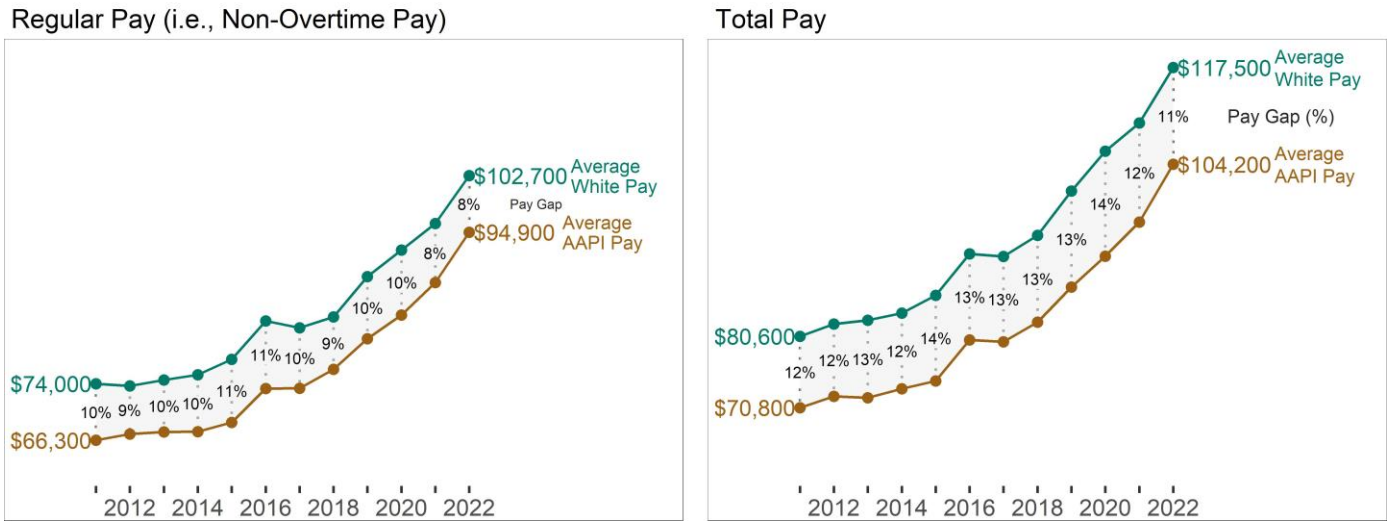 Regular Pay (i.e., Non-Overtime Pay)
$102,700 Average White Pay
8% Pay Gap
$94,900 Average AAPI Pay
$74,000
10% 9% 10% 10% 11% 11% 10% 9% 10% 10% 8%
$66,300
2012 2014 2016 2018 2020 2022
Total Pay
$117,500 Average White Pay
11% Pay Gap (%)
$104,200 Average AAPI Pay
$80,600
12% 12% 13% 12% 14% 13% 13% 13% 13% 14% 12%
$70,800
2012 2014 2016 2018 2020 2022